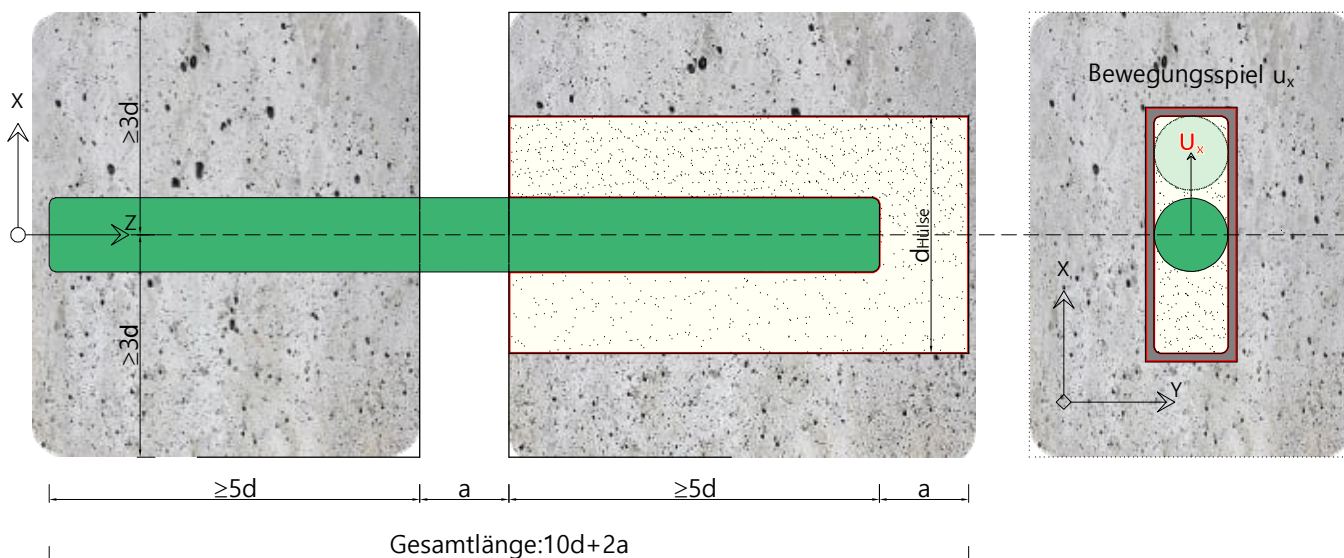 X
≥3d
Z
≥3d
dHülse
Bewegungsspiel ux
Ux
X
Y
≥5d
a
≥5d
a
Gesamtlänge:10d+2a